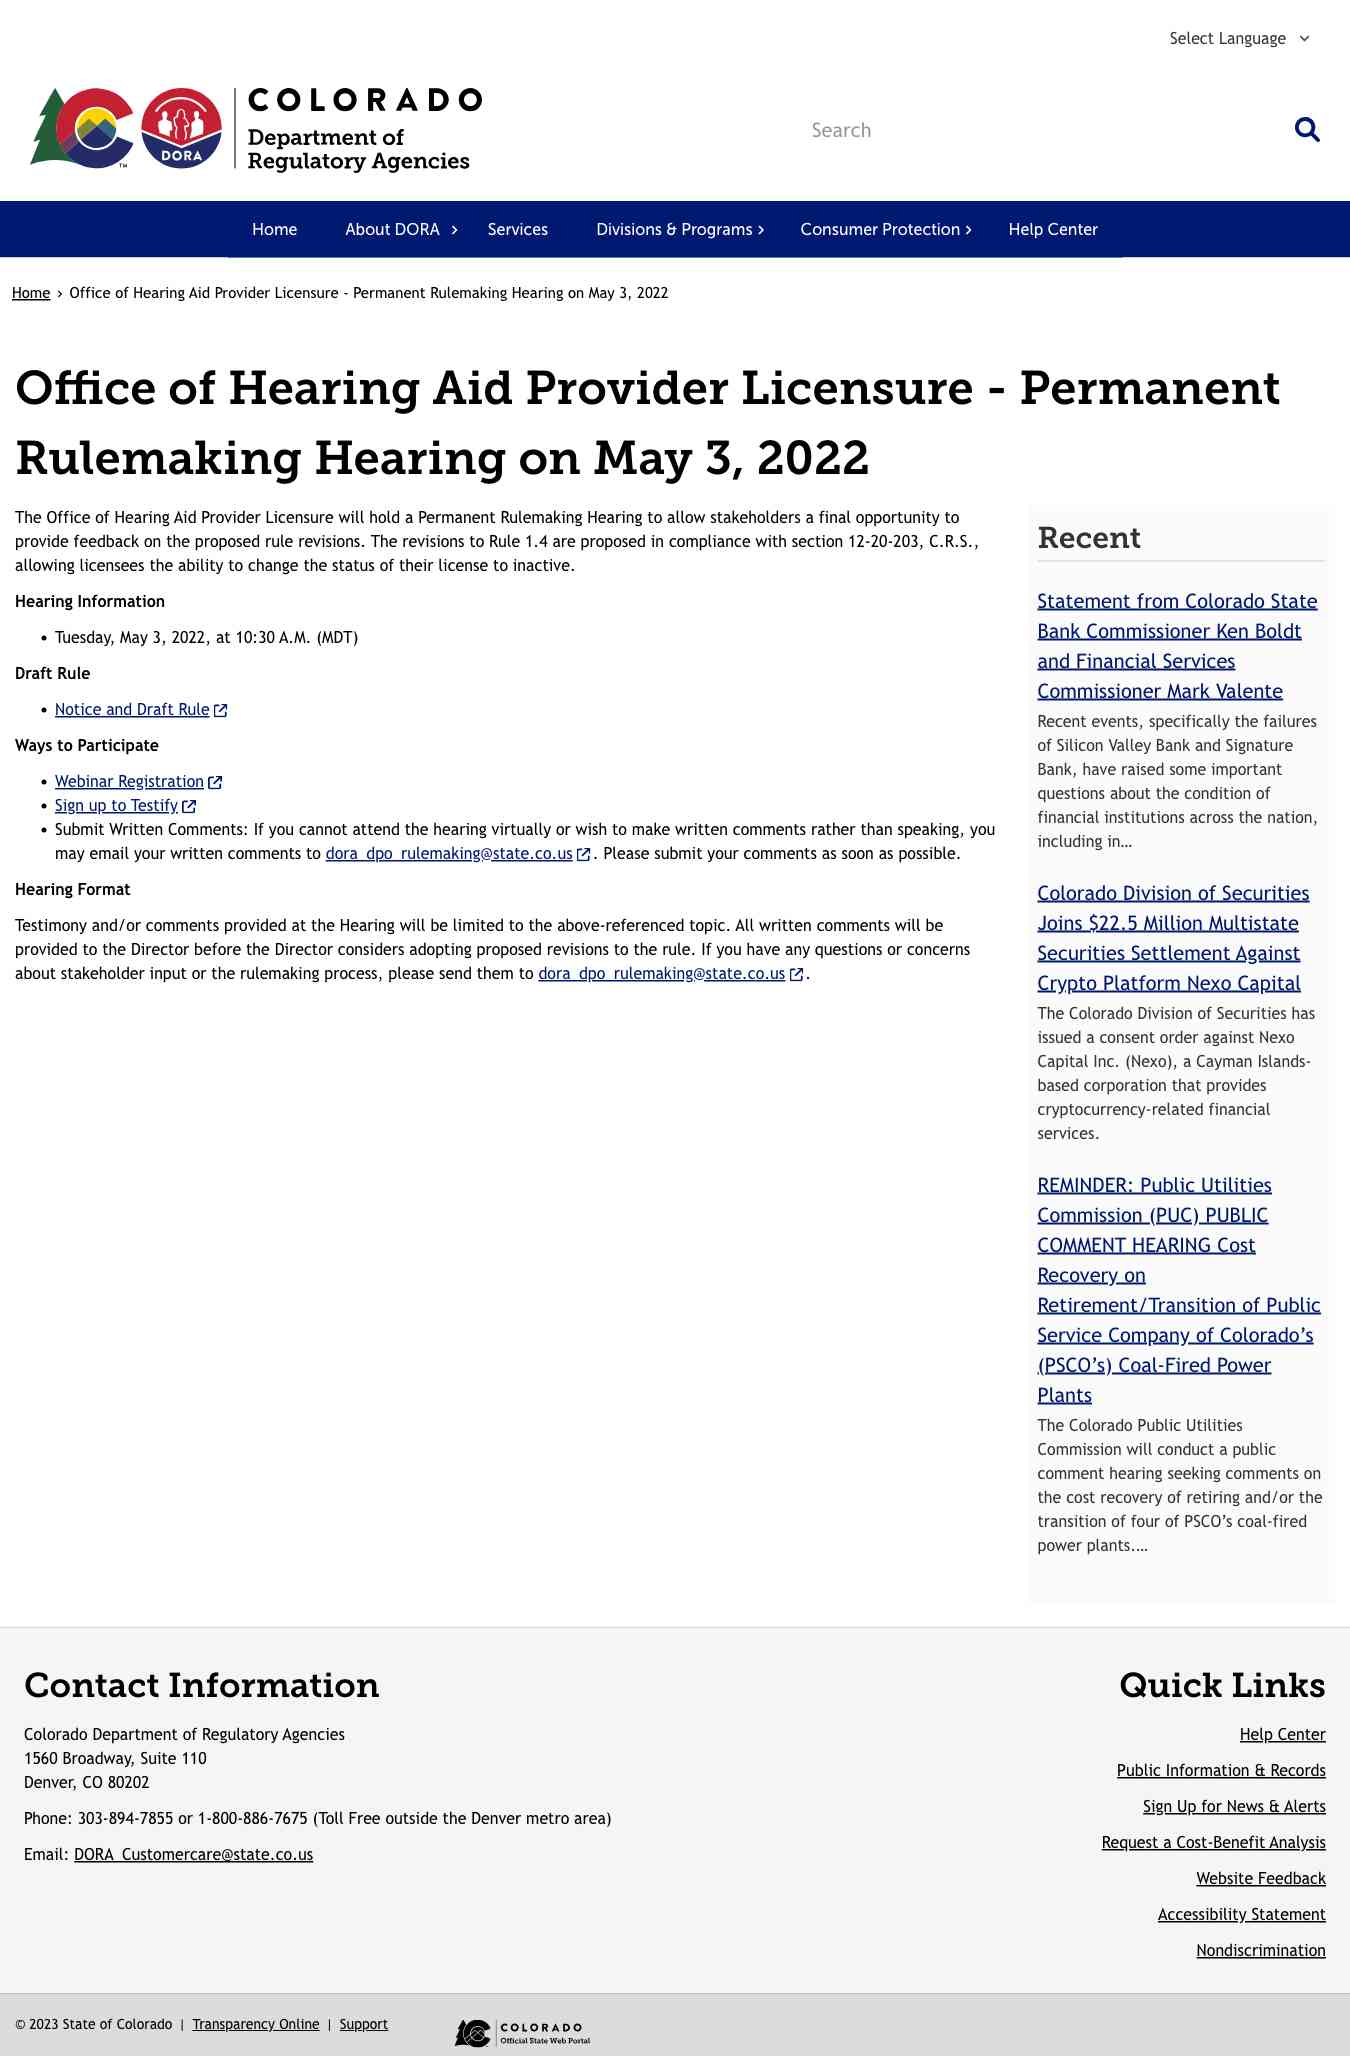 Select Language
COLORADO
Department of
Regulatory Agencies
DORA
TM
Search
Home
About DORA
Services
Divisions & Programs
Consumer Protection
Help Center
Home › Office of Hearing Aid Provider Licensure - Permanent Rulemaking Hearing on May 3, 2022
Office of Hearing Aid Provider Licensure - Permanent
Rulemaking Hearing on May 3, 2022
The Office of Hearing Aid Provider Licensure will hold a Permanent Rulemaking Hearing to allow stakeholders a final opportunity to
provide feedback on the proposed rule revisions. The revisions to Rule 1.4 are proposed in compliance with section 12-20-203, C.R.S.,
allowing licensees the ability to change the status of their license to inactive.
Hearing Information
• Tuesday, May 3, 2022, at 10:30 A.M. (MDT)
Draft Rule
• Notice and Draft Rule
Ways to Participate
• Webinar Registration
• Sign up to Testify
• Submit Written Comments: If you cannot attend the hearing virtually or wish to make written comments rather than speaking, you
may email your written comments to dora_dpo_rulemaking@state.co.us. Please submit your comments as soon as possible.
Hearing Format
Testimony and/or comments provided at the Hearing will be limited to the above-referenced topic. All written comments will be
provided to the Director before the Director considers adopting proposed revisions to the rule. If you have any questions or concerns
about stakeholder input or the rulemaking process, please send them to dora_dpo_rulemaking@state.co.us.
Recent
Statement from Colorado State
Bank Commissioner Ken Boldt
and Financial Services
Commissioner Mark Valente
Recent events, specifically the failures
of Silicon Valley Bank and Signature
Bank, have raised some important
questions about the condition of
financial institutions across the nation,
including in…
Colorado Division of Securities
Joins $22.5 Million Multistate
Securities Settlement Against
Crypto Platform Nexo Capital
The Colorado Division of Securities has
issued a consent order against Nexo
Capital Inc. (Nexo), a Cayman Islands-
based corporation that provides
cryptocurrency-related financial
services.
REMINDER: Public Utilities
Commission (PUC) PUBLIC
COMMENT HEARING Cost
Recovery on
Retirement/Transition of Public
Service Company of Colorado’s
(PSCO’s) Coal-Fired Power
Plants
The Colorado Public Utilities
Commission will conduct a public
comment hearing seeking comments on
the cost recovery of retiring and/or the
transition of four of PSCO’s coal-fired
power plants.…
Contact Information
Colorado Department of Regulatory Agencies
1560 Broadway, Suite 110
Denver, CO 80202
Phone: 303-894-7855 or 1-800-886-7675 (Toll Free outside the Denver metro area)
Email: DORA_Customercare@state.co.us
Quick Links
Help Center
Public Information & Records
Sign Up for News & Alerts
Request a Cost-Benefit Analysis
Website Feedback
Accessibility Statement
Nondiscrimination
© 2023 State of Colorado | Transparency Online | Support
COLORADO
Official State Web Portal